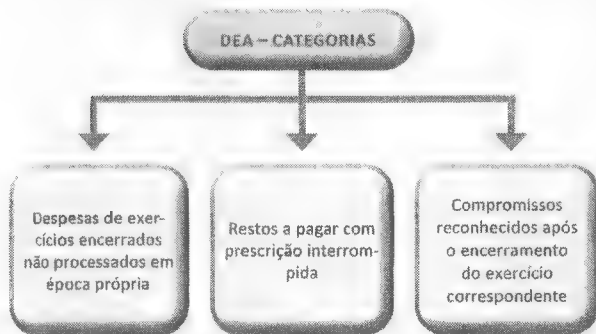 DEA – CATEGORIAS
Despesas de exer-
cícios encerrados
não processados em
época própria
Restos a pagar com
prescrição interrom-
pida
Compromissos
reconhecidos após
o encerramento
do exercício
correspondente